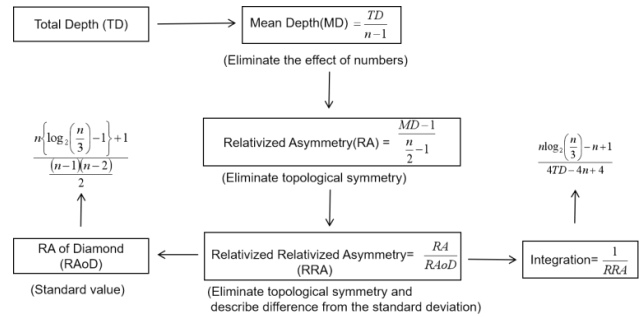 Total Depth (TD)
Mean Depth(MD) = TD/(n−1)
(Eliminate the effect of numbers)
n{log₂(n/3)−1}+1
(n−1)(n−2)
2
Relativized Asymmetry(RA) = (MD−1)/(n/2 −1)
nlog₂(n/3)−n+1
4TD−4n+4
(Eliminate topological symmetry)
RA of Diamond
(RAoD)
Relativized Relativized Asymmetry= RA/RAoD
(RRA)
Integration= 1/RRA
(Standard value)
(Eliminate topological symmetry and
describe difference from the standard deviation)